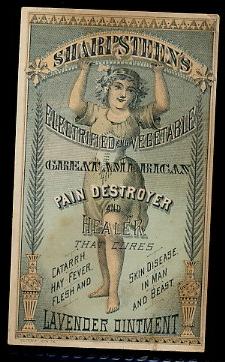 SHARPSTEENS
ELECTRIFIED AND VEGETABLE
GREAT AMERICAN
PAIN DESTROYER
AND
HEALER
THAT CURES
CATARRH
HAY FEVER.
FLESH AND
SKIN DISEASE.
IN MAN
AND BEAST.
LAVENDER OINTMENT